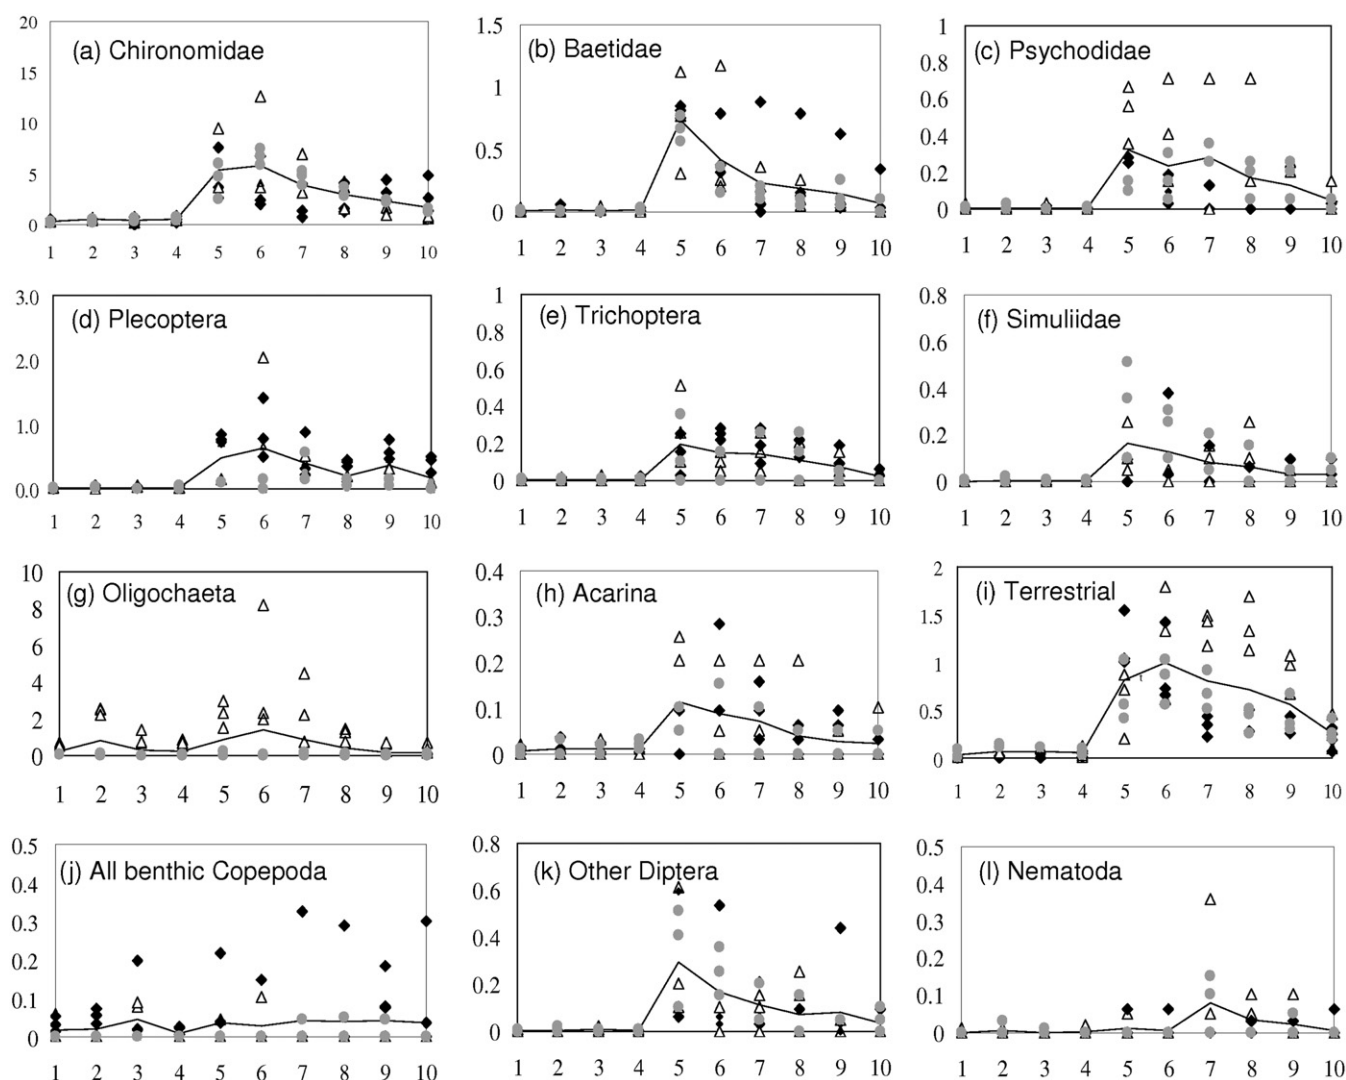 (a) Chironomidae
20
15
10
5
0
1 2 3 4 5 6 7 8 9 10
(b) Baetidae
1.5
1
0.5
0
1 2 3 4 5 6 7 8 9 10
(c) Psychodidae
1
0.8
0.6
0.4
0.2
0
1 2 3 4 5 6 7 8 9 10
(d) Plecoptera
3.0
2.0
1.0
0.0
1 2 3 4 5 6 7 8 9 10
(e) Trichoptera
1
0.8
0.6
0.4
0.2
0
1 2 3 4 5 6 7 8 9 10
(f) Simuliidae
0.8
0.6
0.4
0.2
0
1 2 3 4 5 6 7 8 9 10
(g) Oligochaeta
10
8
6
4
2
0
1 2 3 4 5 6 7 8 9 10
(h) Acarina
0.4
0.3
0.2
0.1
0
1 2 3 4 5 6 7 8 9 10
(i) Terrestrial
2
1.5
1
0.5
0
1 2 3 4 5 6 7 8 9 10
(j) All benthic Copepoda
0.5
0.4
0.3
0.2
0.1
0
1 2 3 4 5 6 7 8 9 10
(k) Other Diptera
0.8
0.6
0.4
0.2
0
1 2 3 4 5 6 7 8 9 10
(l) Nematoda
0.5
0.4
0.3
0.2
0.1
0
1 2 3 4 5 6 7 8 9 10